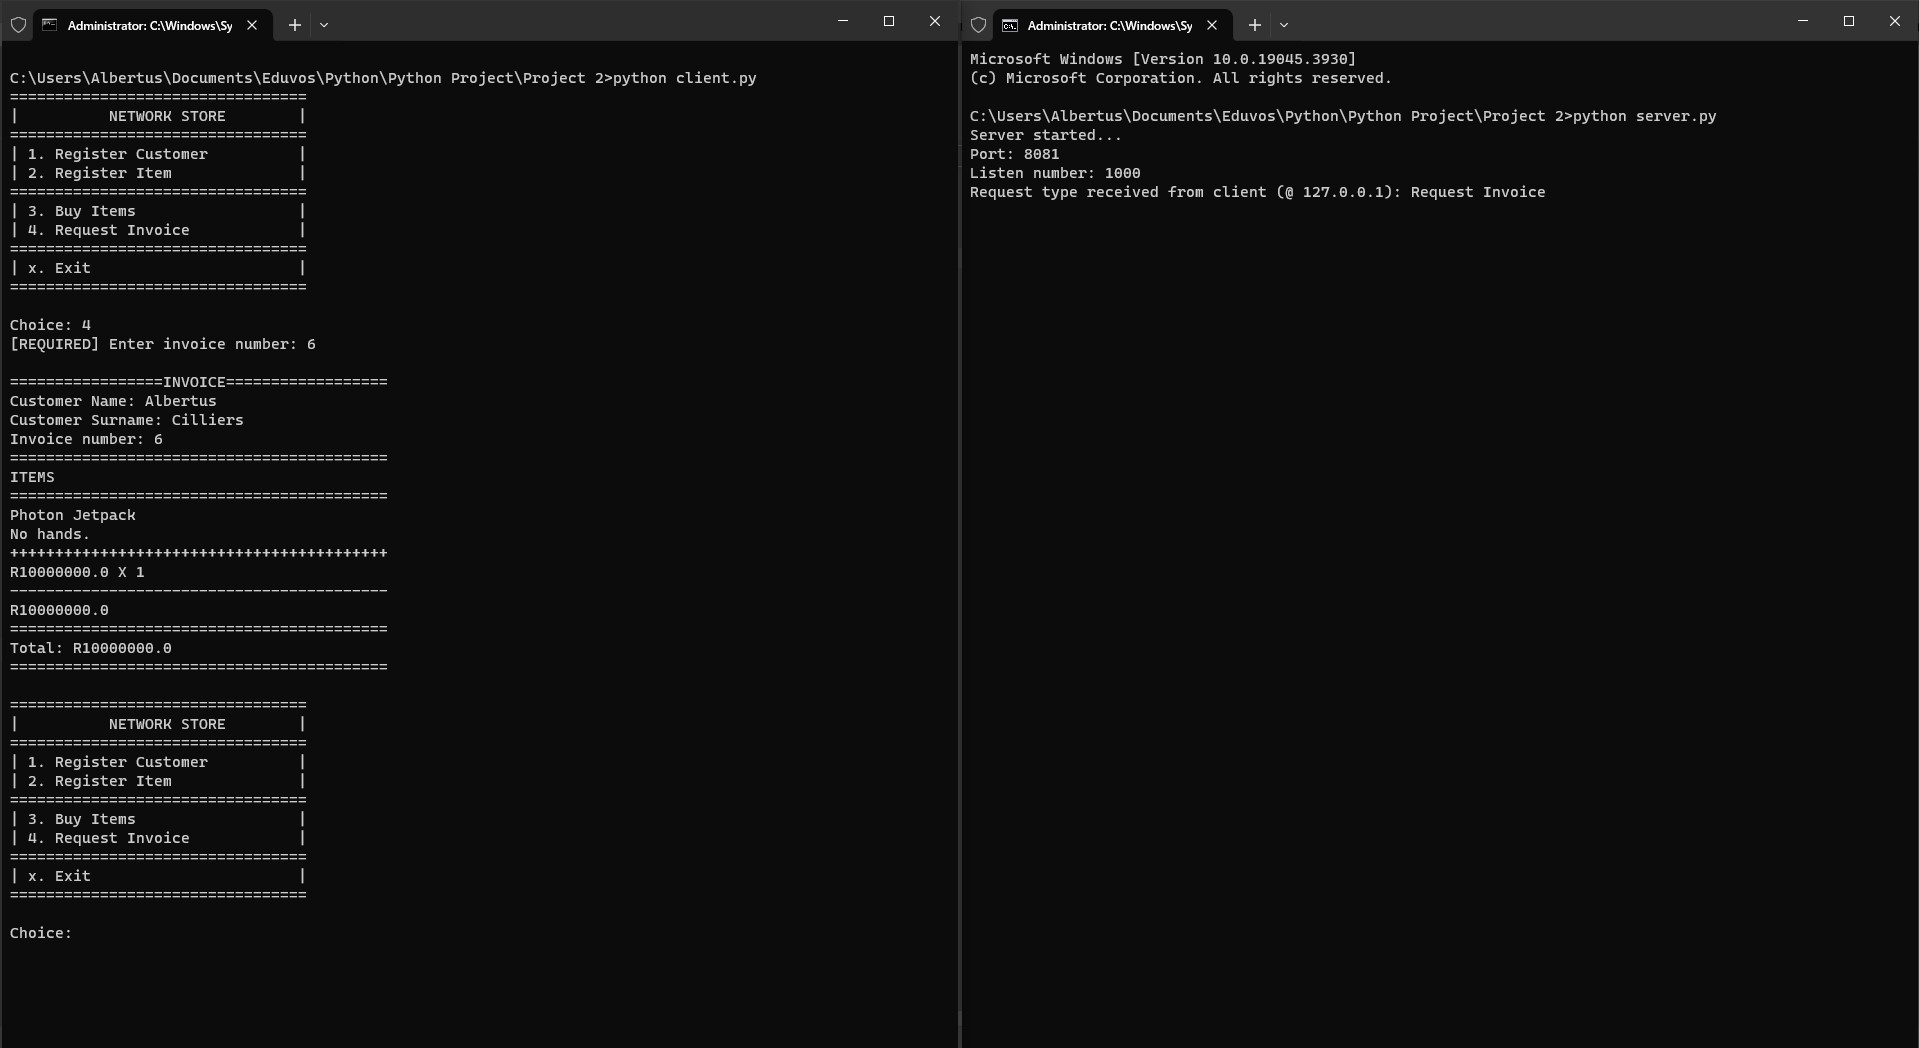 Administrator: C:\Windows\Sy
C:\Users\Albertus\Documents\Eduvos\Python\Python Project\Project 2>python client.py
=================================
|          NETWORK STORE        |
=================================
| 1. Register Customer          |
| 2. Register Item              |
=================================
| 3. Buy Items                  |
| 4. Request Invoice            |
=================================
| x. Exit                       |
=================================
Choice: 4
[REQUIRED] Enter invoice number: 6
=================INVOICE==================
Customer Name: Albertus
Customer Surname: Cilliers
Invoice number: 6
==========================================
ITEMS
==========================================
Photon Jetpack
No hands.
++++++++++++++++++++++++++++++++++++++++++
R10000000.0 X 1
------------------------------------------
R10000000.0
==========================================
Total: R10000000.0
==========================================
=================================
|          NETWORK STORE        |
=================================
| 1. Register Customer          |
| 2. Register Item              |
=================================
| 3. Buy Items                  |
| 4. Request Invoice            |
=================================
| x. Exit                       |
=================================
Choice:
Administrator: C:\Windows\Sy
Microsoft Windows [Version 10.0.19045.3930]
(c) Microsoft Corporation. All rights reserved.
C:\Users\Albertus\Documents\Eduvos\Python\Python Project\Project 2>python server.py
Server started...
Port: 8081
Listen number: 1000
Request type received from client (@ 127.0.0.1): Request Invoice